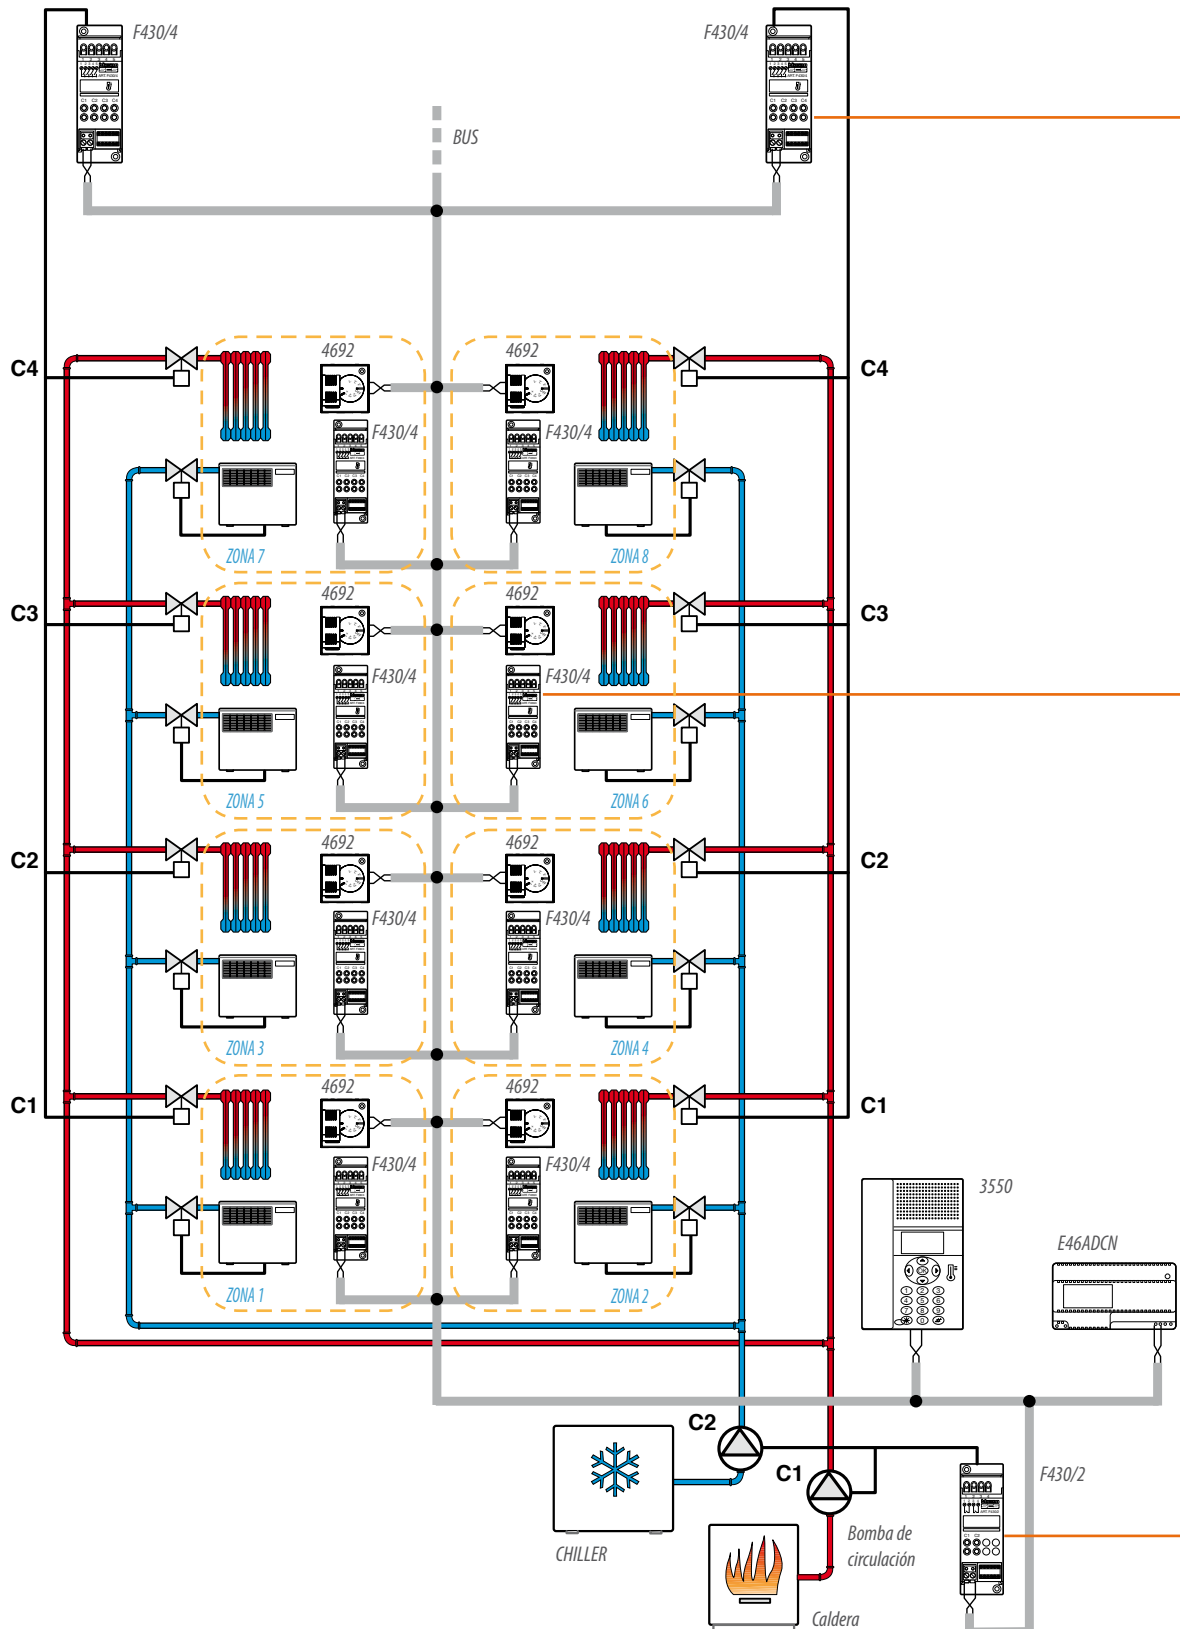 F430/4
F430/4
BUS
C4
4692
4692
C4
F430/4
F430/4
ZONA 7
ZONA 8
C3
4692
4692
C3
F430/4
F430/4
ZONA 5
ZONA 6
C2
4692
4692
C2
F430/4
F430/4
ZONA 3
ZONA 4
C1
4692
4692
C1
F430/4
F430/4
3550
E46ADCN
ZONA 1
ZONA 2
C2
C1
F430/2
CHILLER
Bomba de
circulación
Caldera